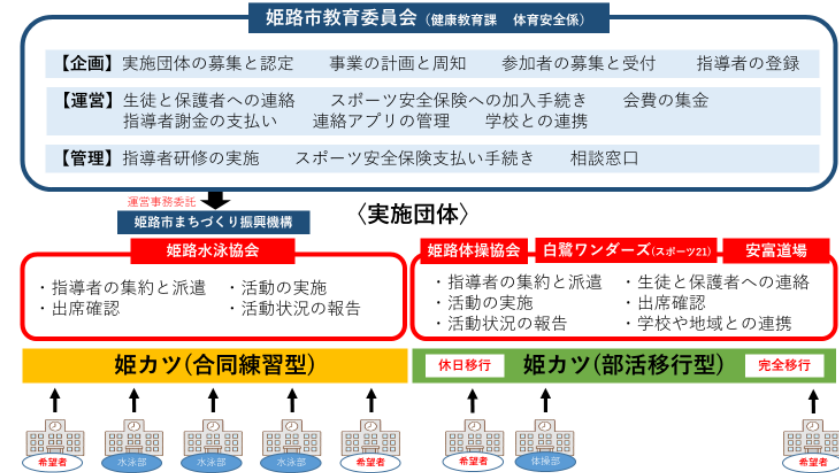 姫路市教育委員会（健康教育課　体育安全係）
【企画】実施団体の募集と認定　事業の計画と周知　参加者の募集と受付　指導者の登録
【運営】生徒と保護者への連絡　スポーツ安全保険への加入手続き　会費の集金
指導者謝金の支払い　連絡アプリの管理　学校との連携
【管理】指導者研修の実施　スポーツ安全保険支払い手続き　相談窓口
運営事務委託
姫路市まちづくり振興機構
〈実施団体〉
姫路水泳協会
・指導者の集約と派遣　・活動の実施
・出席確認　・活動状況の報告
姫路体操協会　白鷺ワンダーズ(スポーツ21)　安富道場
・指導者の集約と派遣　・生徒と保護者への連絡
・活動の実施　・出席確認
・活動状況の報告　・学校や地域との連携
姫カツ(合同練習型)
休日移行　姫カツ(部活移行型)　完全移行
希望者　水泳部　水泳部　水泳部　希望者　希望者　体操部　希望者